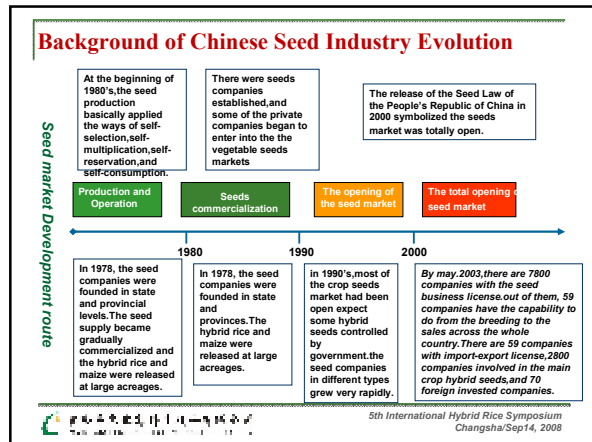 Background of Chinese Seed Industry Evolution
Seed market Development route
At the beginning of
1980's,the seed
production
basically applied
the ways of self-
selection,self-
multiplication,self-
reservation,and
self-consumption.
There were seeds
companies
established,and
some of the private
companies began to
enter into the the
vegetable seeds
markets
The release of the Seed Law of
the People's Republic of China in
2000 symbolized the seeds
market was totally open.
Production and
Operation
Seeds
commercialization
The opening of
the seed market
The total opening o
seed market
1980
1990
2000
In 1978, the seed
companies were
founded in state
and provincial
levels.The seed
supply became
gradually
commercialized and
the hybrid rice and
maize were released
at large acreages.
In 1978, the seed
companies were
founded in state
and
provinces.The
hybrid rice and
maize were
released at large
acreages.
in 1990's,most of
the crop seeds
market had been
open expect some
hybrid seeds
controlled by
government.the
seed companies
in different types
grew very rapidly.
By may.2003,there are 7800
companies with the seed
business license.out of them, 59
companies have the capability to
do from the breeding to the
sales across the whole
country.There are 59 companies
with import-export license,2800
companies involved in the main
crop hybrid seeds,and 70
foreign invested companies.
5th International Hybrid Rice Symposium
Changsha/Sep14, 2008